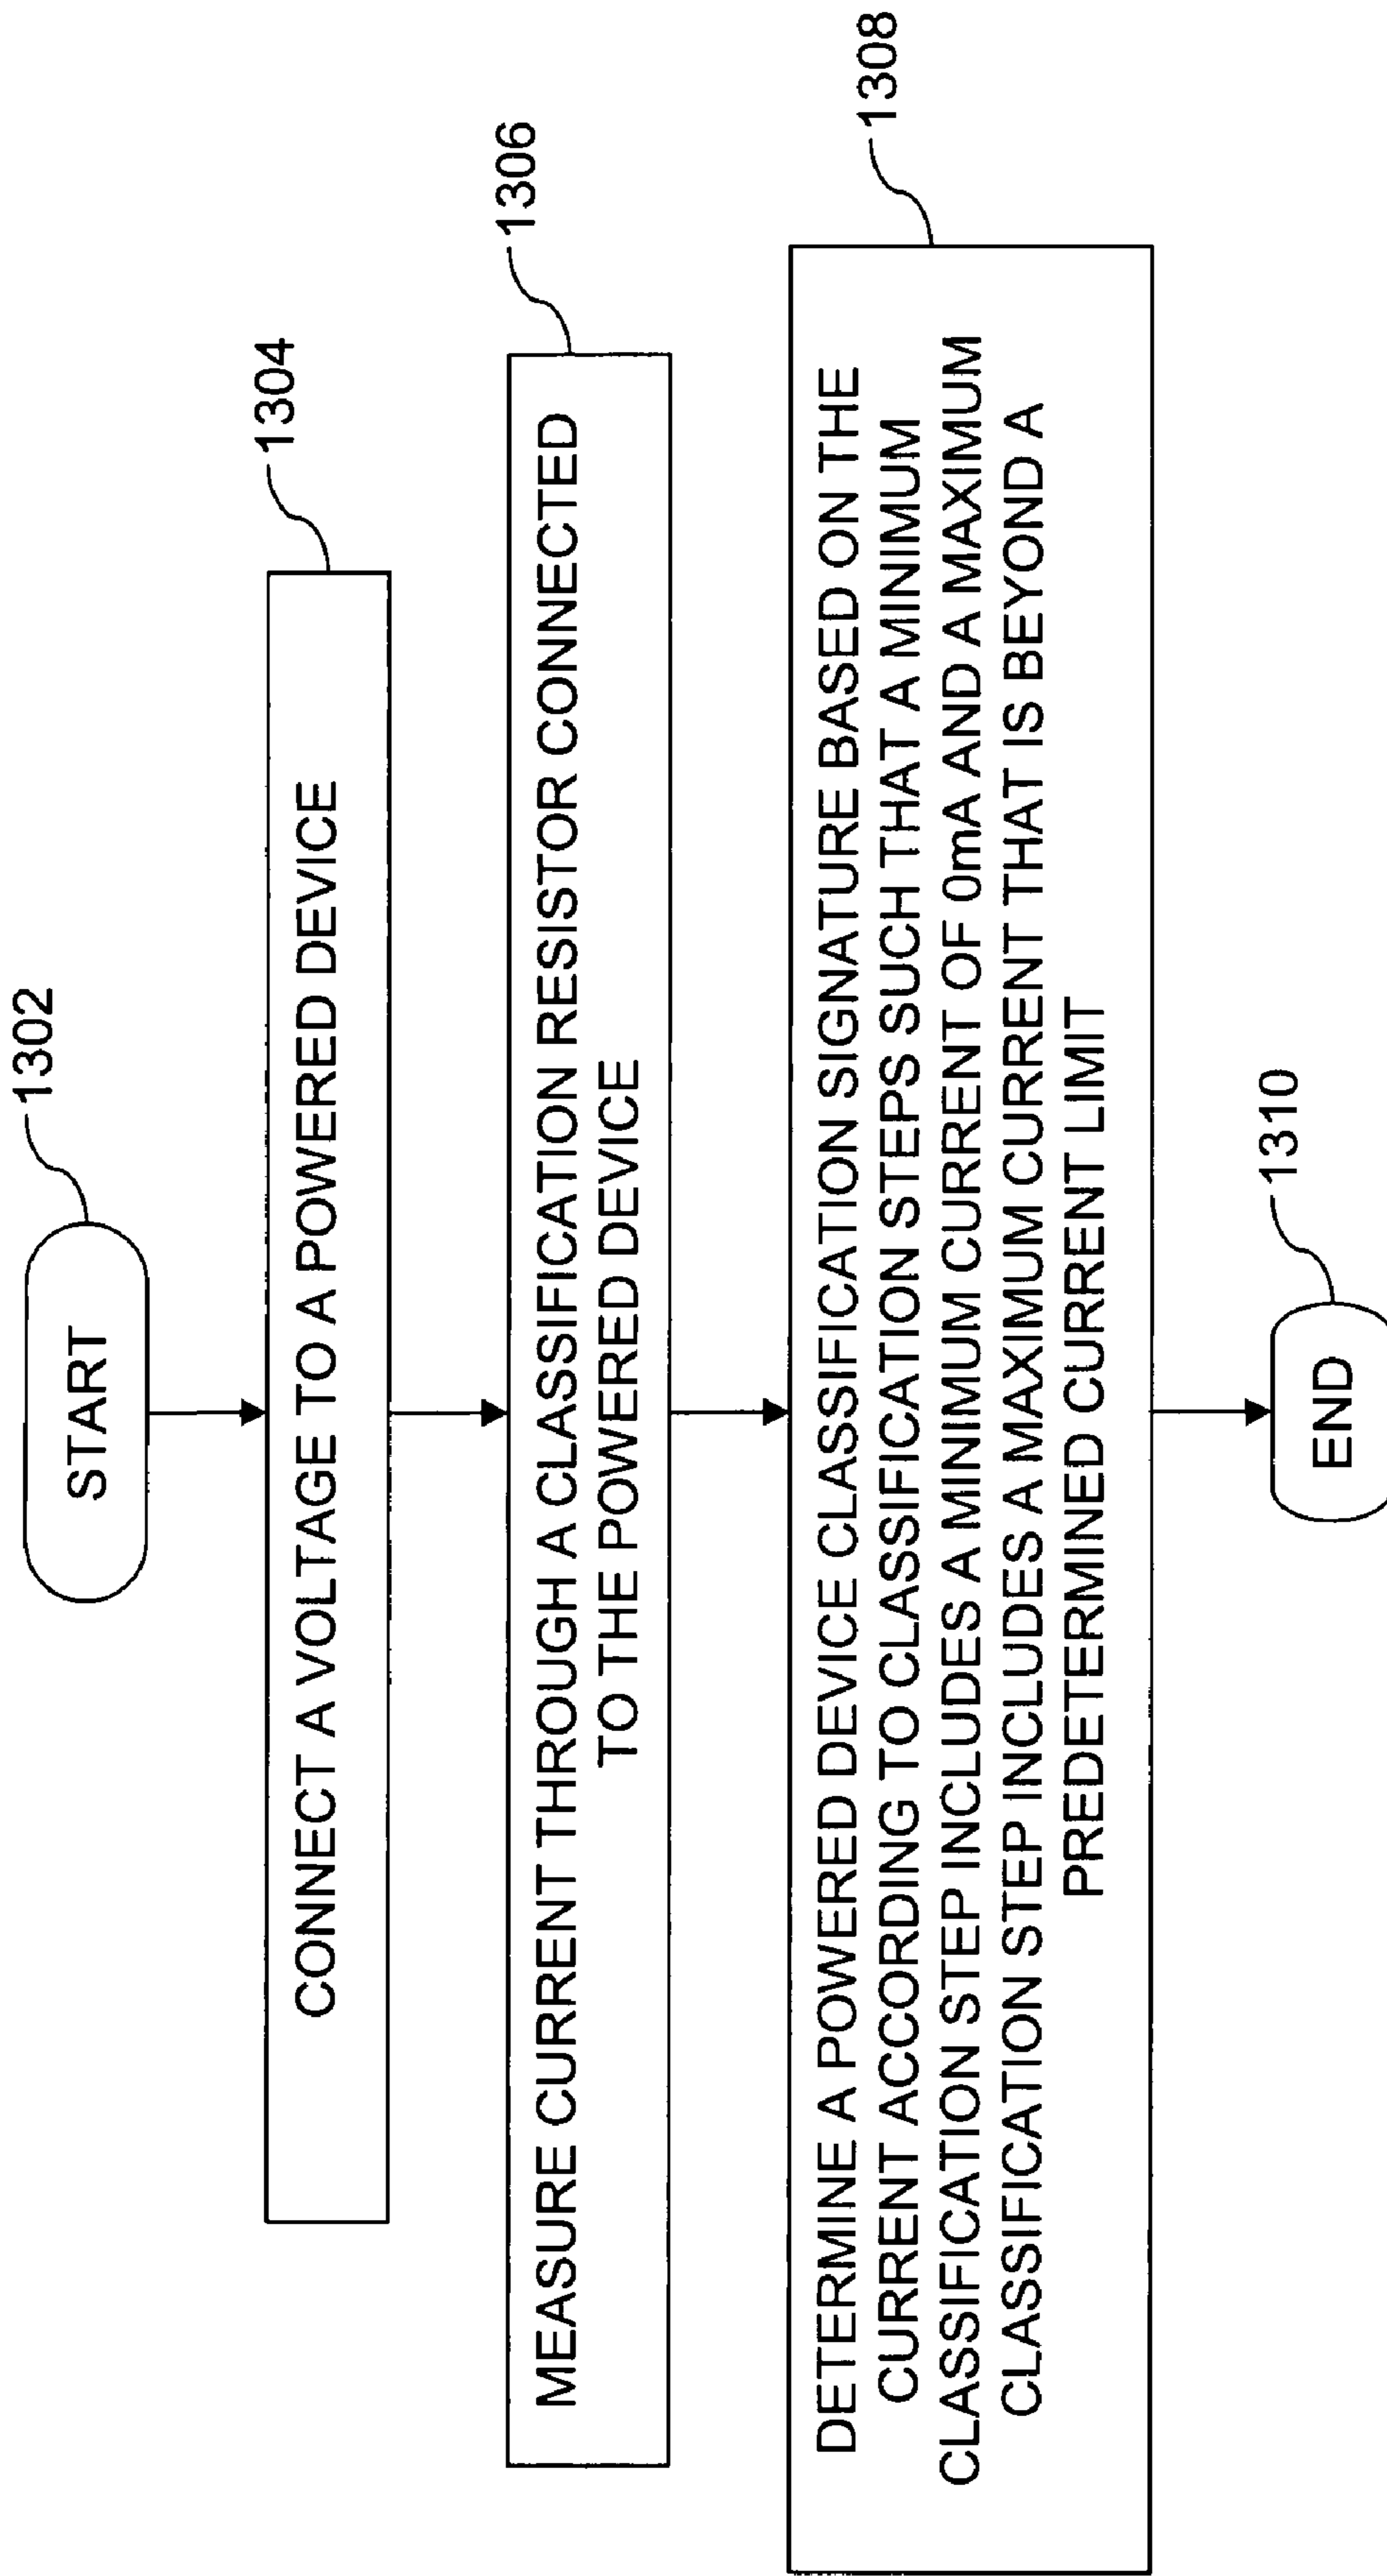 START
1302
CONNECT A VOLTAGE TO A POWERED DEVICE
1304
MEASURE CURRENT THROUGH A CLASSIFICATION RESISTOR CONNECTED
TO THE POWERED DEVICE
1306
DETERMINE A POWERED DEVICE CLASSIFICATION SIGNATURE BASED ON THE
CURRENT ACCORDING TO CLASSIFICATION STEPS SUCH THAT A MINIMUM
CLASSIFICATION STEP INCLUDES A MINIMUM CURRENT OF 0mA AND A MAXIMUM
CLASSIFICATION STEP INCLUDES A MAXIMUM CURRENT THAT IS BEYOND A
PREDETERMINED CURRENT LIMIT
1308
END
1310